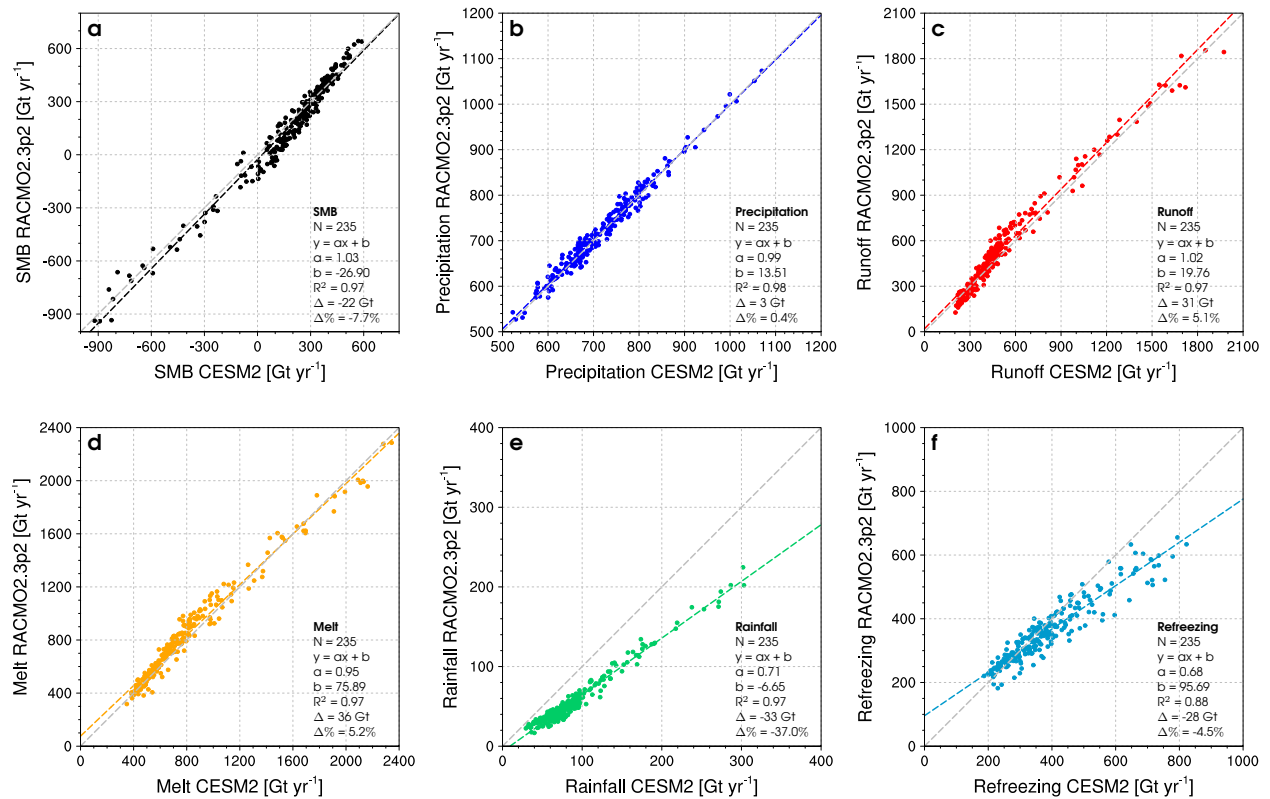 a
SMB RACMO2.3p2 [Gt yr⁻¹]
600
300
0
-300
-600
-900
SMB
N = 235
y = ax + b
a = 1.03
b = -26.90
R² = 0.97
Δ = -22 Gt
Δ% = -7.7%
-900 -600 -300 0 300 600
SMB CESM2 [Gt yr⁻¹]
b
Precipitation RACMO2.3p2 [Gt yr⁻¹]
1200
1100
1000
900
800
700
600
500
Precipitation
N = 235
y = ax + b
a = 0.99
b = 13.51
R² = 0.98
Δ = 3 Gt
Δ% = 0.4%
500 600 700 800 900 1000 1100 1200
Precipitation CESM2 [Gt yr⁻¹]
c
Runoff RACMO2.3p2 [Gt yr⁻¹]
2100
1800
1500
1200
900
600
300
0
Runoff
N = 235
y = ax + b
a = 1.02
b = 19.76
R² = 0.97
Δ = 31 Gt
Δ% = 5.1%
0 300 600 900 1200 1500 1800 2100
Runoff CESM2 [Gt yr⁻¹]
d
Melt RACMO2.3p2 [Gt yr⁻¹]
2400
2000
1600
1200
800
400
0
Melt
N = 235
y = ax + b
a = 0.95
b = 75.89
R² = 0.97
Δ = 36 Gt
Δ% = 5.2%
0 400 800 1200 1600 2000 2400
Melt CESM2 [Gt yr⁻¹]
e
Rainfall RACMO2.3p2 [Gt yr⁻¹]
400
300
200
100
0
Rainfall
N = 235
y = ax + b
a = 0.71
b = -6.65
R² = 0.97
Δ = -33 Gt
Δ% = -37.0%
0 100 200 300 400
Rainfall CESM2 [Gt yr⁻¹]
f
Refreezing RACMO2.3p2 [Gt yr⁻¹]
1000
800
600
400
200
0
Refreezing
N = 235
y = ax + b
a = 0.68
b = 95.69
R² = 0.88
Δ = -28 Gt
Δ% = -4.5%
0 200 400 600 800 1000
Refreezing CESM2 [Gt yr⁻¹]